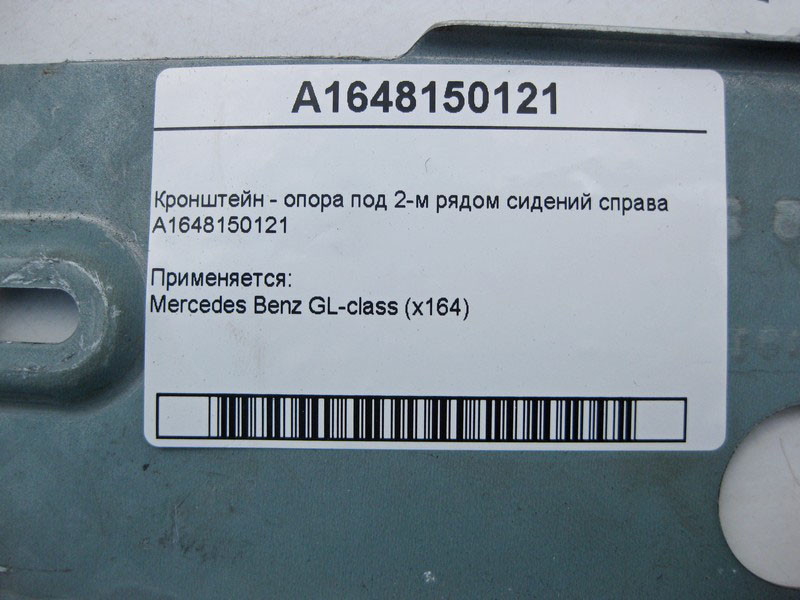 A1648150121
Кронштейн - опора под 2-м рядом сидений справа
A1648150121
Применяется:
Mercedes Benz GL-class (x164)